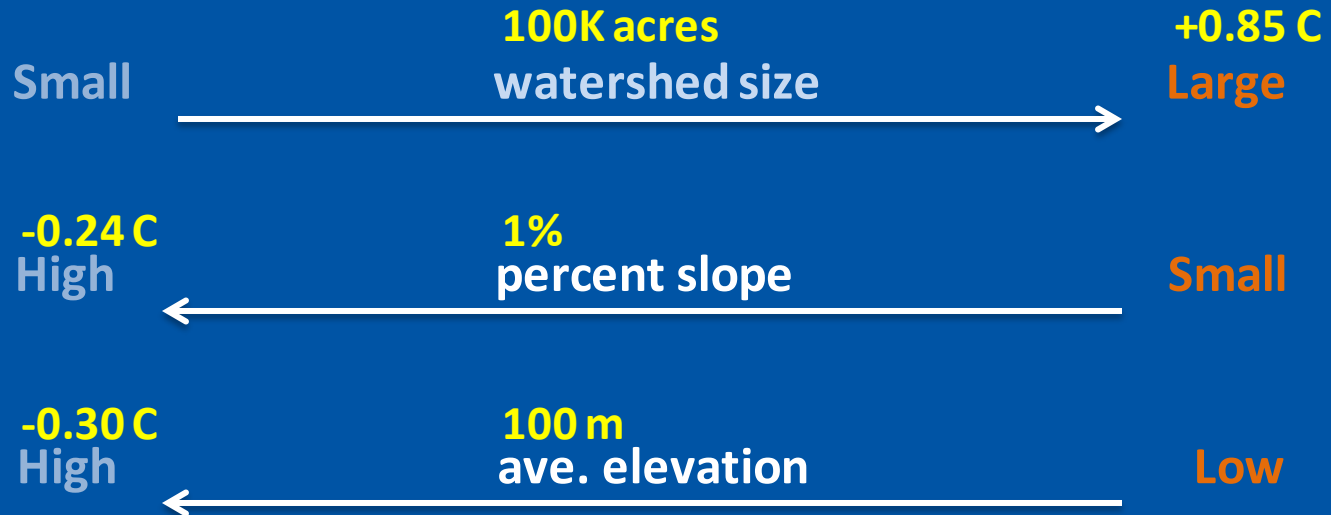 100K acres +0.85 C
Small watershed size Large
-0.24 C 1%
High percent slope Small
-0.30 C 100 m
High ave. elevation Low